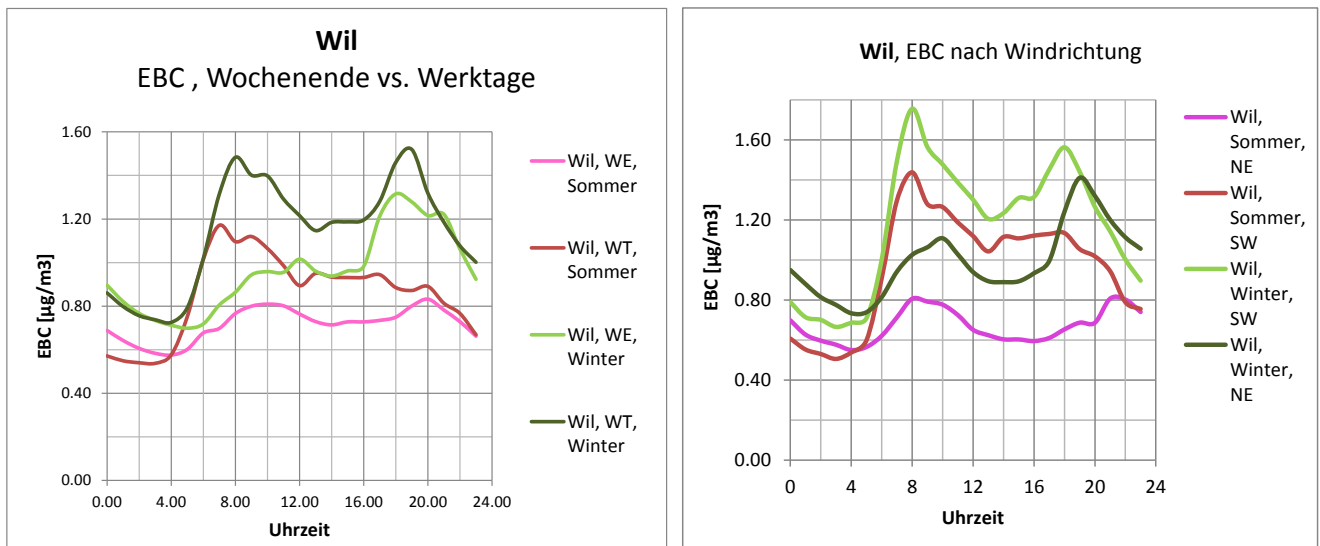 Wil
EBC , Wochenende vs. Werktage
EBC [µg/m3]
1.60
1.20
0.80
0.40
0.00
0.00 4.00 8.00 12.00 16.00 20.00 24.00
Uhrzeit
Wil, WE,
Sommer
Wil, WT,
Sommer
Wil, WE,
Winter
Wil, WT,
Winter
Wil, EBC nach Windrichtung
EBC [µg/m3]
1.60
1.20
0.80
0.40
0.00
0 4 8 12 16 20 24
Uhrzeit
Wil,
Sommer,
NE
Wil,
Sommer,
SW
Wil,
Winter,
SW
Wil,
Winter,
NE